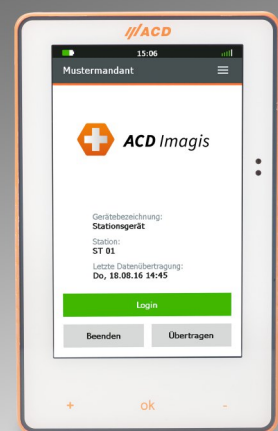 ACD
15:06
Mustermandant
ACD Imagis
Gerätebezeichnung:
Stationsgerät
Station:
ST 01
Letzte Datenübertragung:
Do, 18.08.16 14:45
Login
Beenden Übertragen
+ ok -